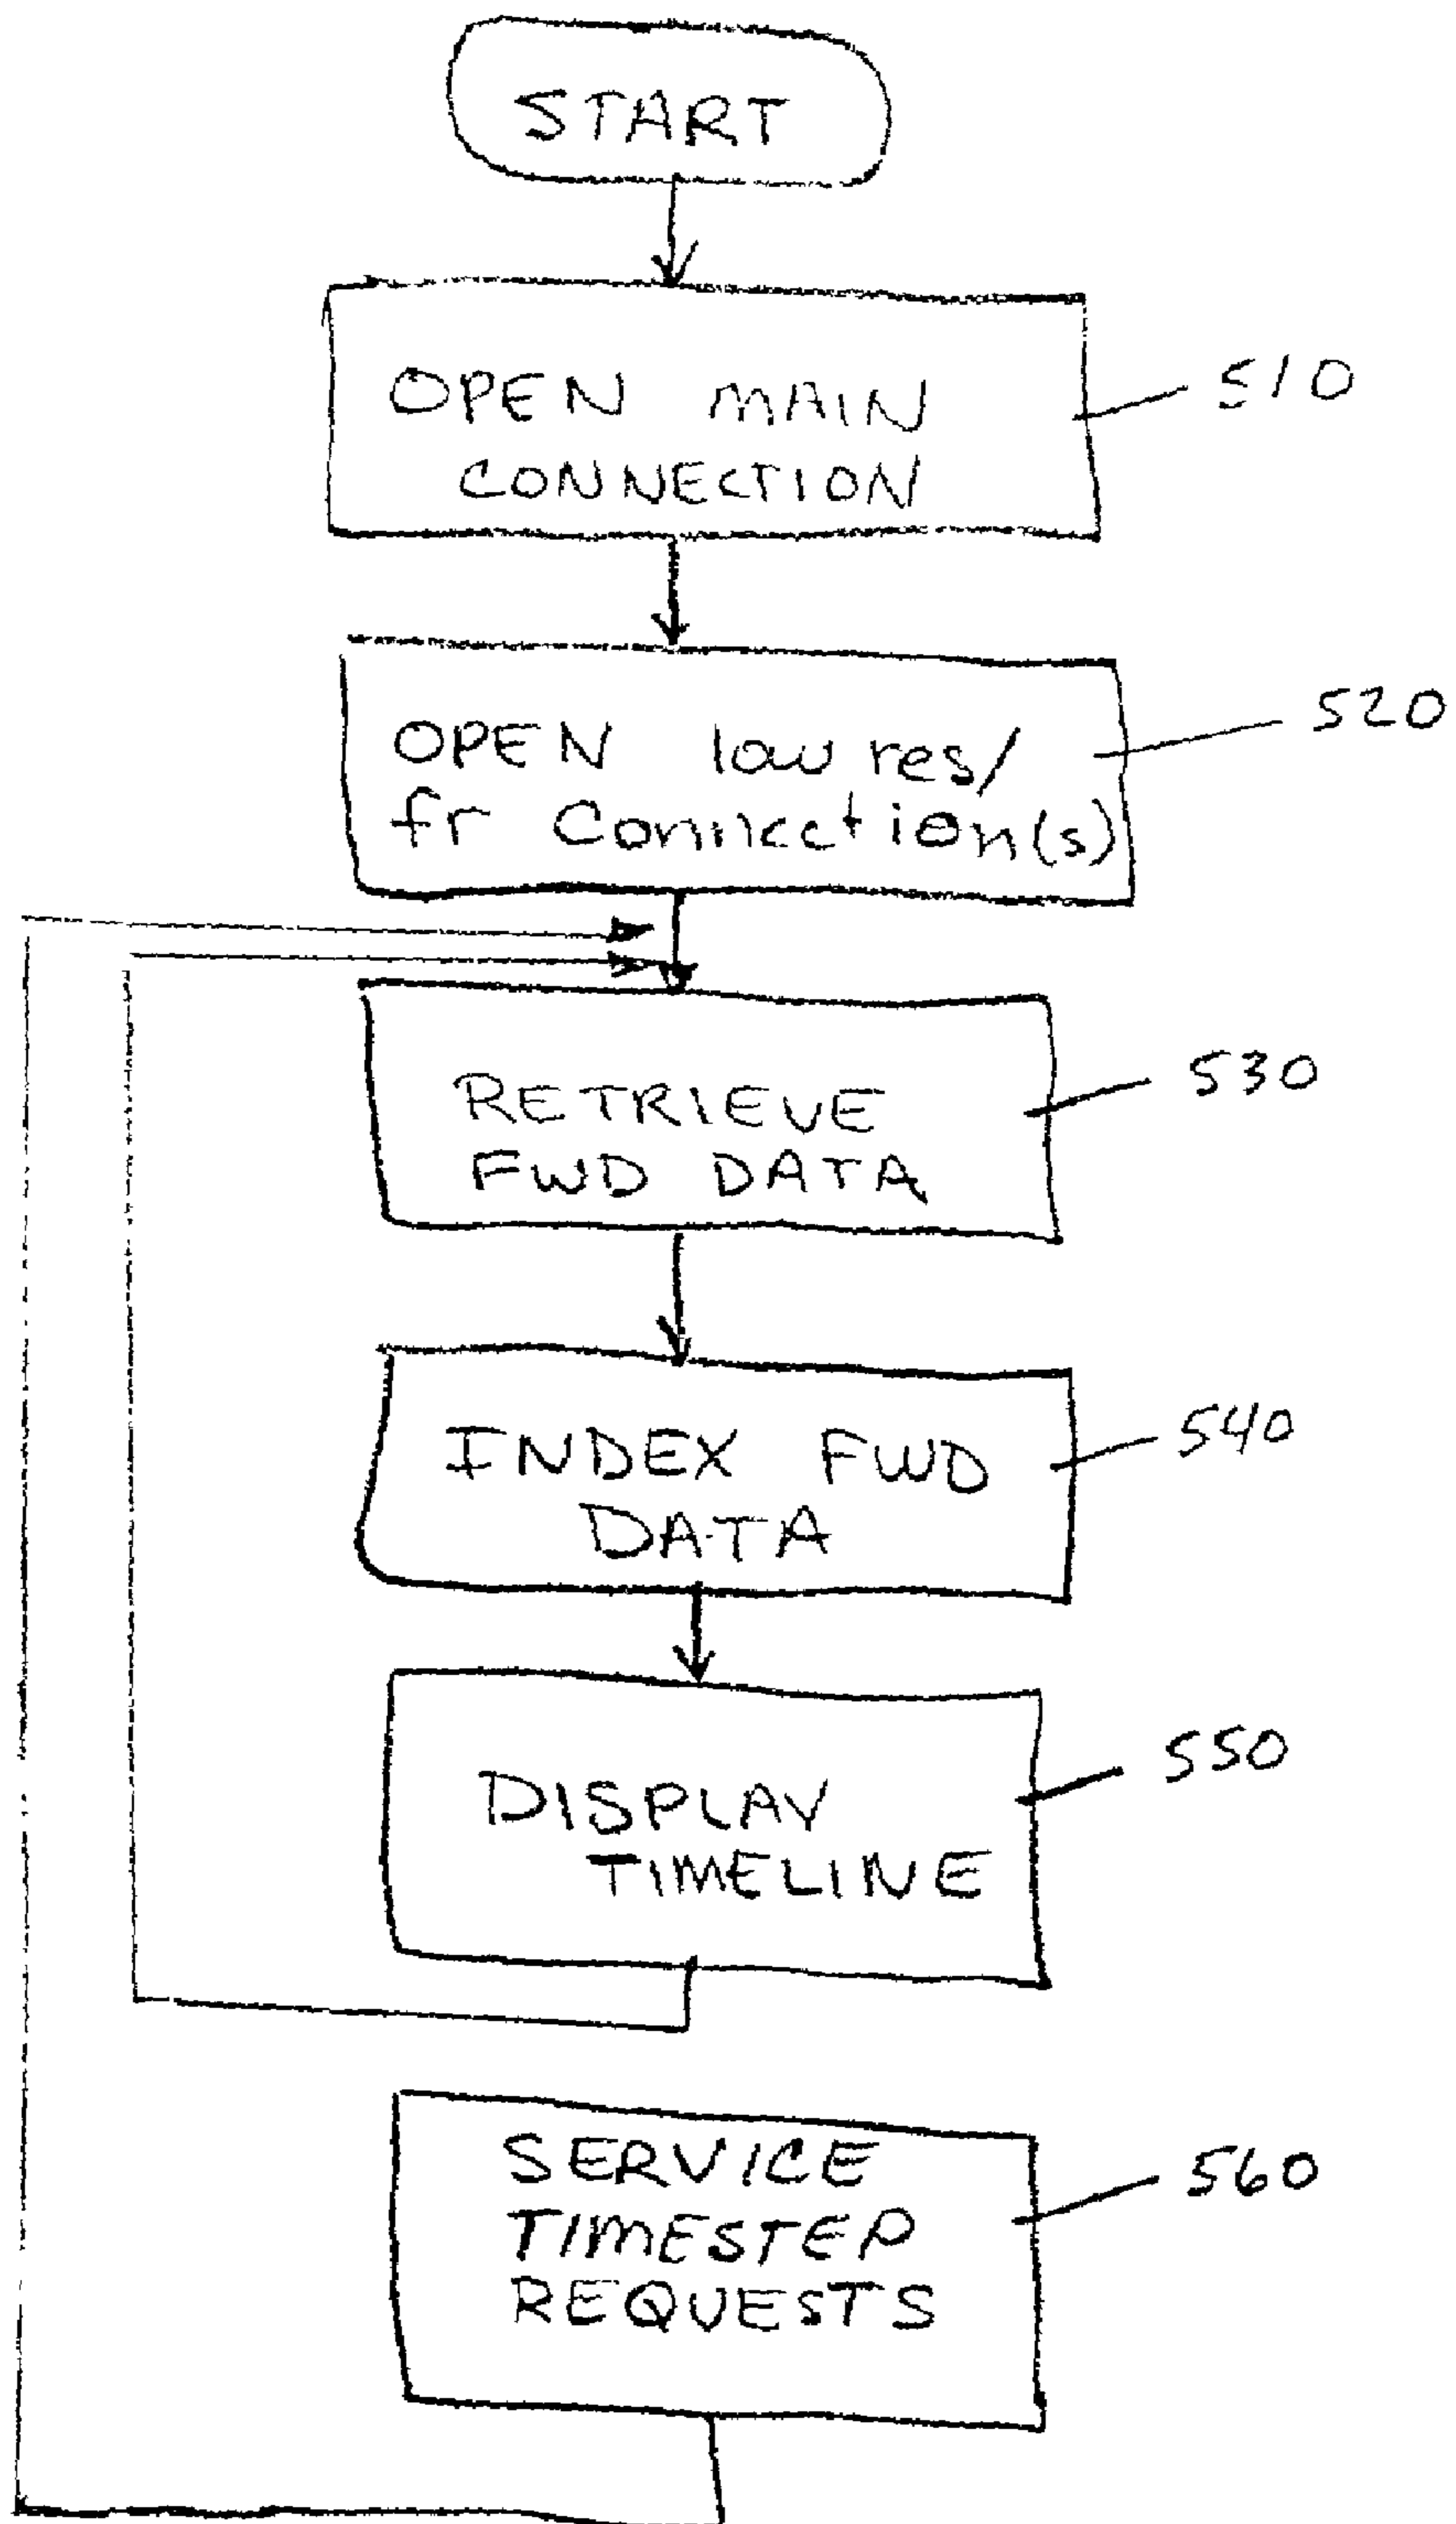 START
OPEN MAIN
CONNECTION
510
OPEN low res/
fr Connection(s)
520
RETRIEVE
FWD DATA
530
INDEX FWD
DATA
540
DISPLAY
TIMELINE
550
SERVICE
TIMESTEP
REQUESTS
560